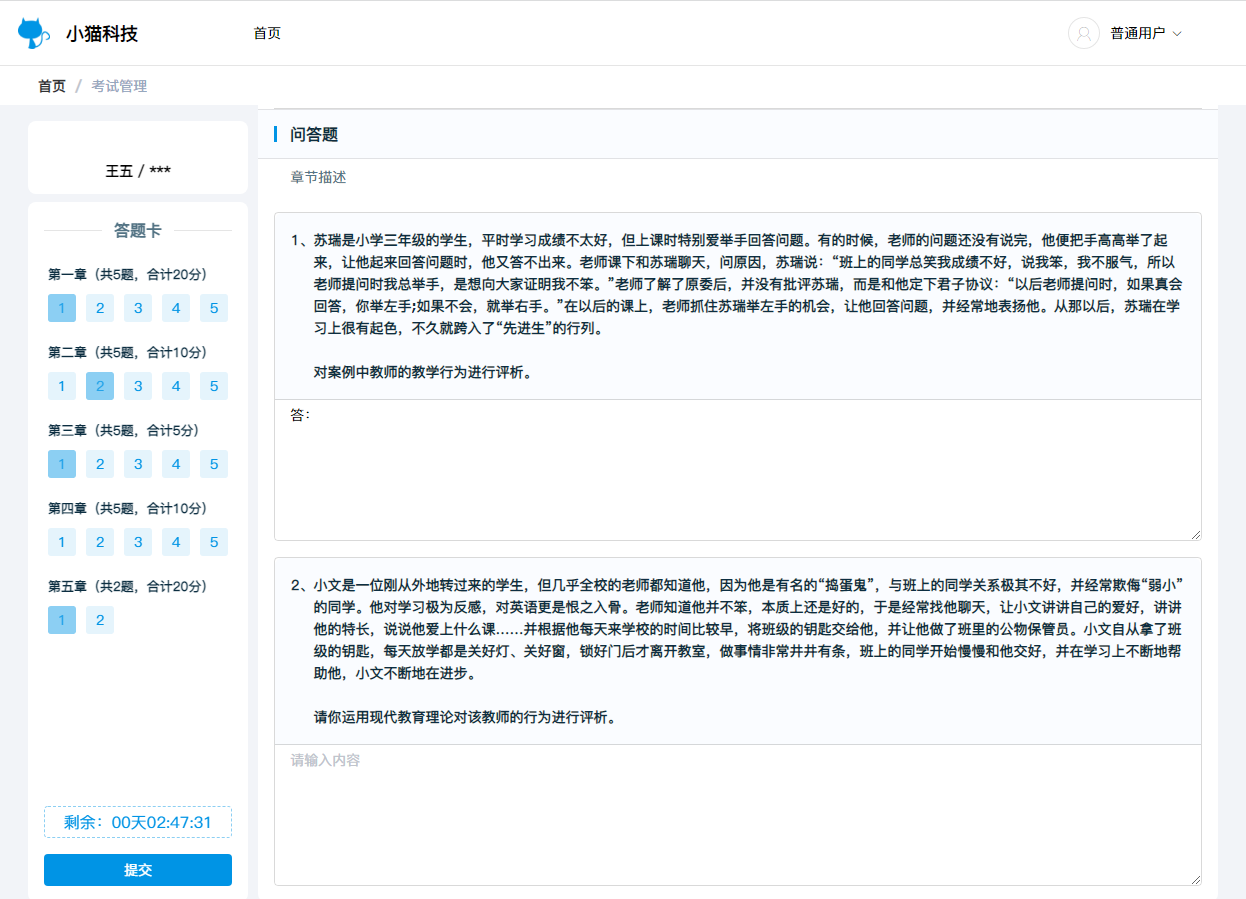 小猫科技
首页
普通用户
首页 / 考试管理
王五 / ***
答题卡
第一章（共5题，合计20分）
1 2 3 4 5
第二章（共5题，合计10分）
1 2 3 4 5
第三章（共5题，合计5分）
1 2 3 4 5
第四章（共5题，合计10分）
1 2 3 4 5
第五章（共2题，合计20分）
1 2
剩余：00天02:47:31
提交
问答题
章节描述
1、苏瑞是小学三年级的学生，平时学习成绩不太好，但上课时特别爱举手回答问题。有的时候，老师的问题还没有说完，他便把手高高举了起
来，让他起来回答问题时，他又答不出来。老师课下和苏瑞聊天，问原因，苏瑞说：“班上的同学总笑我成绩不好，说我笨，我不服气，所以
老师提问时我总举手，是想向大家证明我不笨。”老师了解了原委后，并没有批评苏瑞，而是和他定下君子协议：“以后老师提问时，如果真会
回答，你举左手;如果不会，就举右手。”在以后的课上，老师抓住苏瑞举左手的机会，让他回答问题，并经常地表扬他。从那以后，苏瑞在学
习上很有起色，不久就跨入了“先进生”的行列。
对案例中教师的教学行为进行评析。
答：
2、小文是一位刚从外地转过来的学生，但几乎全校的老师都知道他，因为他是有名的“捣蛋鬼”，与班上的同学关系极其不好，并经常欺侮“弱小”
的同学。他对学习极为反感，对英语更是恨之入骨。老师知道他并不笨，本质上还是好的，于是经常找他聊天，让小文讲讲自己的爱好，讲讲
他的特长，说说他爱上什么课……并根据他每天来学校的时间比较早，将班级的钥匙交给他，并让他做了班里的公物保管员。小文自从拿了班
级的钥匙，每天放学都是关好灯、关好窗，锁好门后才离开教室，做事情非常井井有条，班上的同学开始慢慢和他交好，并在学习上不断地帮
助他，小文不断地在进步。
请你运用现代教育理论对该教师的行为进行评析。
请输入内容